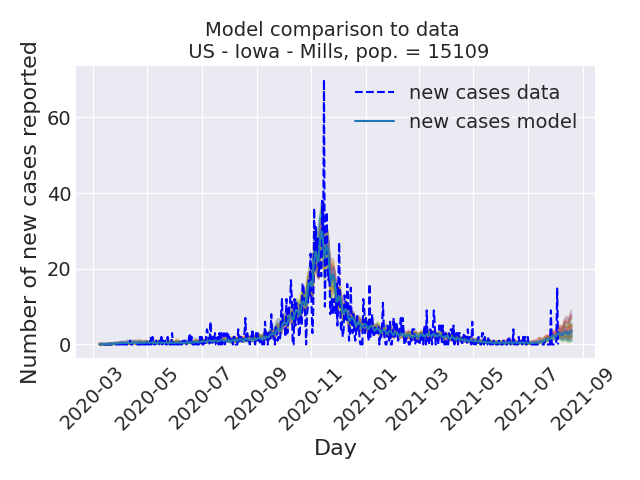 Model comparison to data
US - Iowa - Mills, pop. = 15109
new cases data
new cases model
Number of new cases reported
60
40
20
0
2020-03
2020-05
2020-07
2020-09
2020-11
2021-01
2021-03
2021-05
2021-07
2021-09
Day